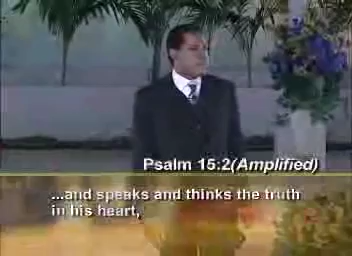 Psalm 15:2(Amplified)
...and speaks and thinks the truth
in his heart,